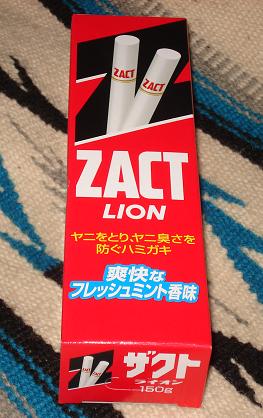 ZACT
ZACT
ZACT
LION
ヤニをとり、ヤニ臭さを
防ぐハミガキ
爽快な
フレッシュミント香味
ザクト
ライオン
150g